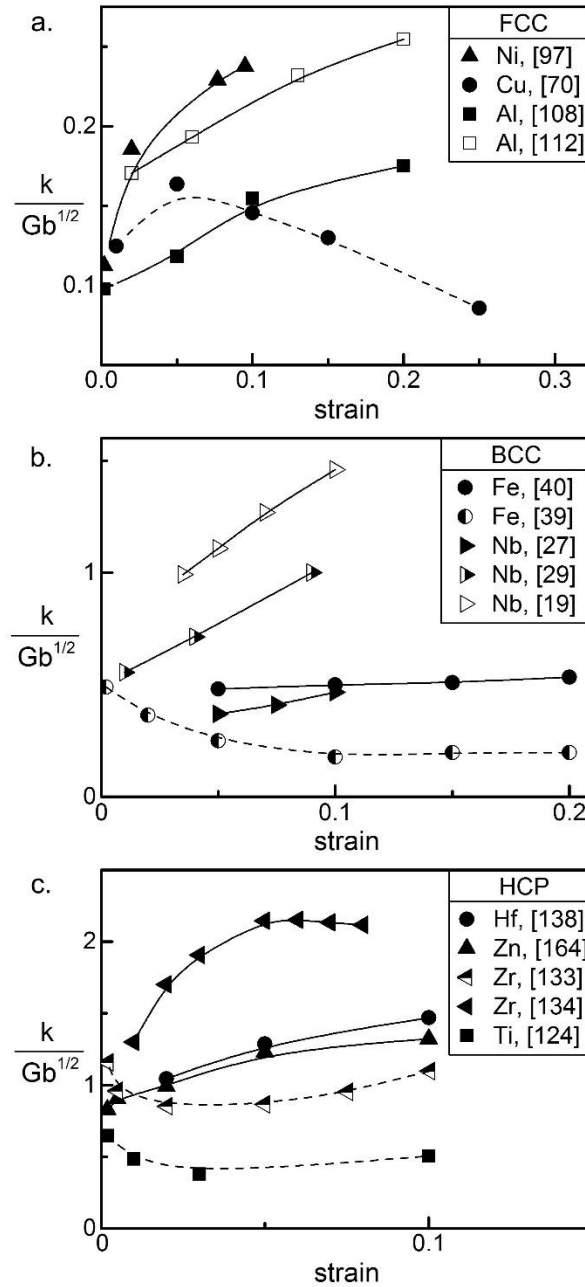 a.
FCC
Ni, [97]
Cu, [70]
Al, [108]
Al, [112]
0.2
0.1
k
Gb1/2
0.0 0.1 0.2 0.3
strain
b.
BCC
Fe, [40]
Fe, [39]
Nb, [27]
Nb, [29]
Nb, [19]
1
0
k
Gb1/2
0.1 0.2
strain
c.
HCP
Hf, [138]
Zn, [164]
Zr, [133]
Zr, [134]
Ti, [124]
2
1
0
k
Gb1/2
0.1
strain